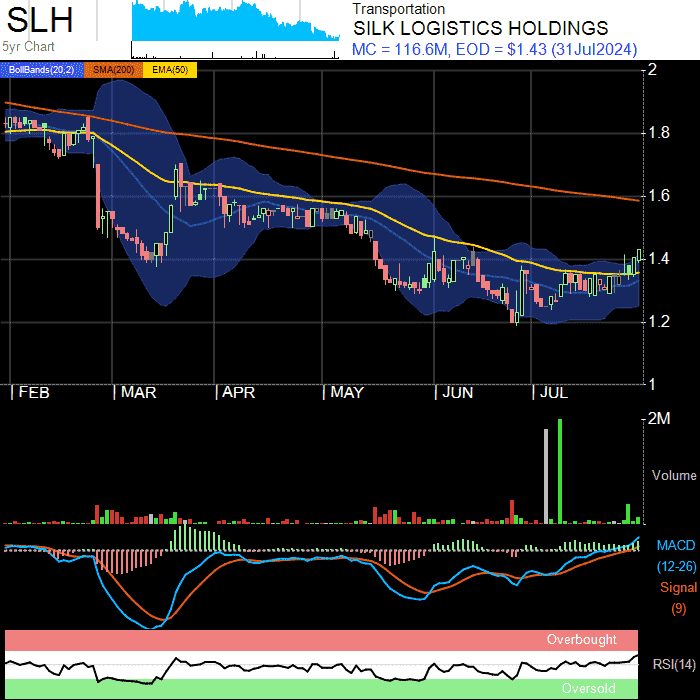 SLH
5yr Chart
Transportation
SILK LOGISTICS HOLDINGS
MC = 116.6M, EOD = $1.43 (31Jul2024)
BollBands(20,2) SMA(200) EMA(50)
2
1.8
1.6
1.4
1.2
1
FEB MAR APR MAY JUN JUL
2M
Volume
MACD
(12-26)
Signal
(9)
Overbought
RSI(14)
Oversold